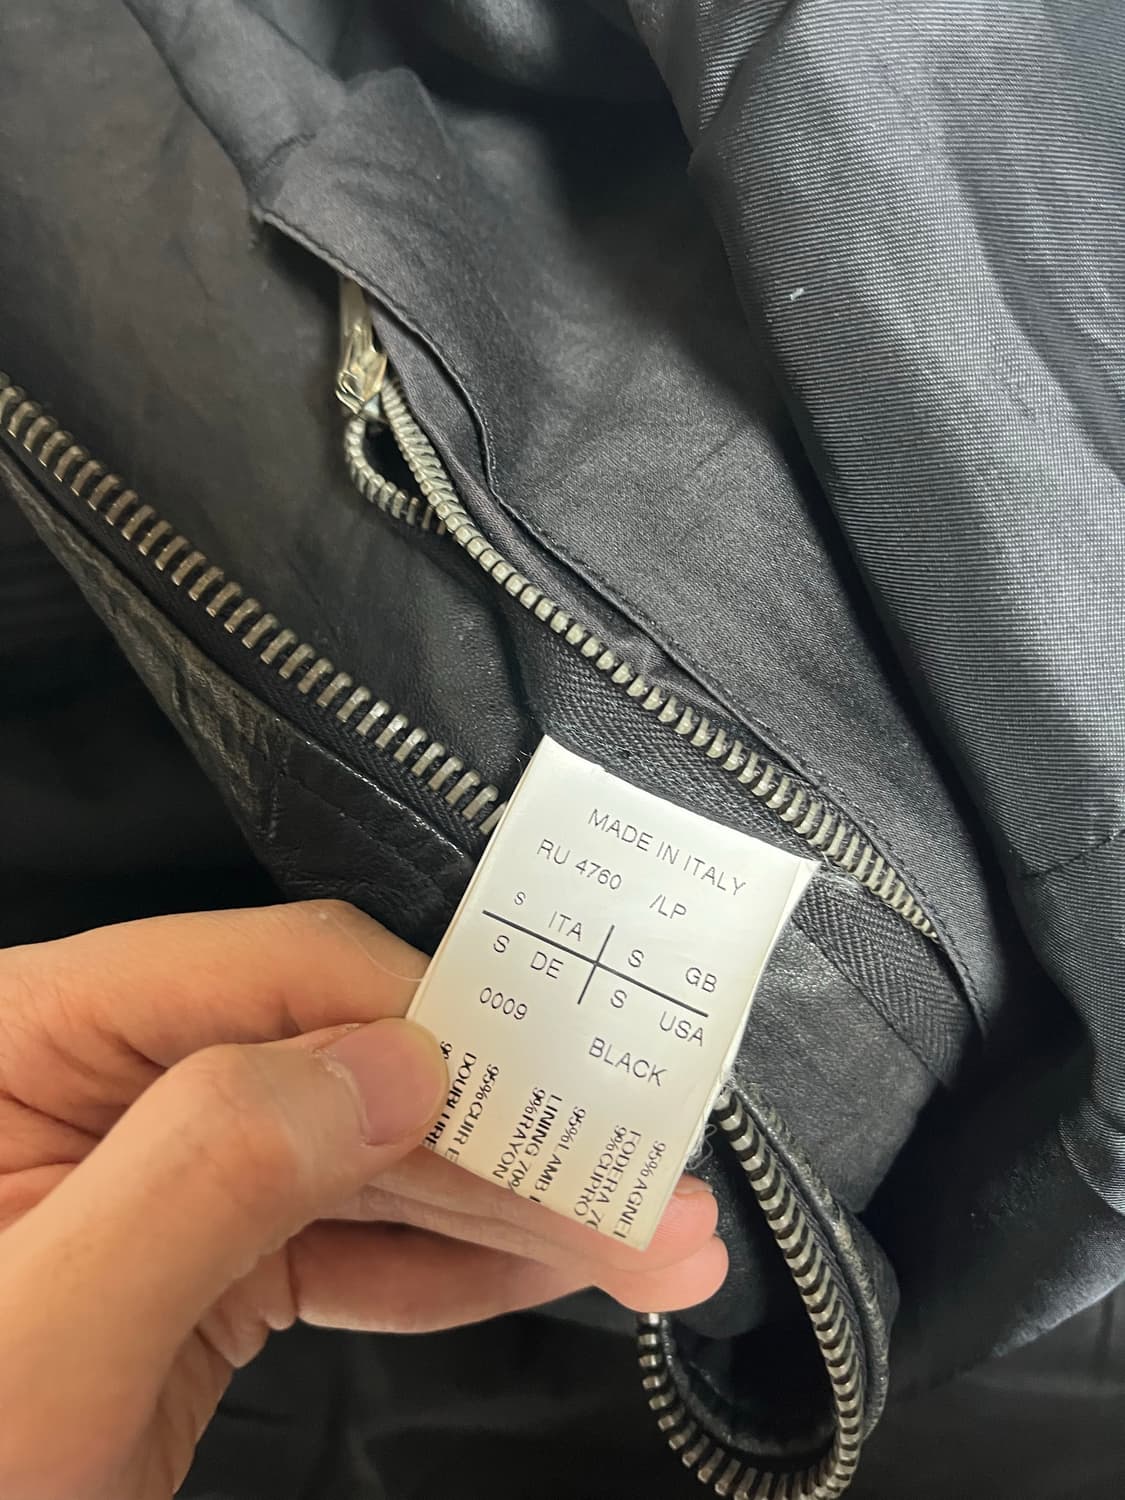 MADE IN ITALY
RU 4760 /LP
S ITA S GB
S DE S USA
0009 BLACK
95%AGNEL
FODERA 70
9%CUPRO
95%LAMB
LINING 70%
9%RAYON
95%CUIR
DOUBLURE